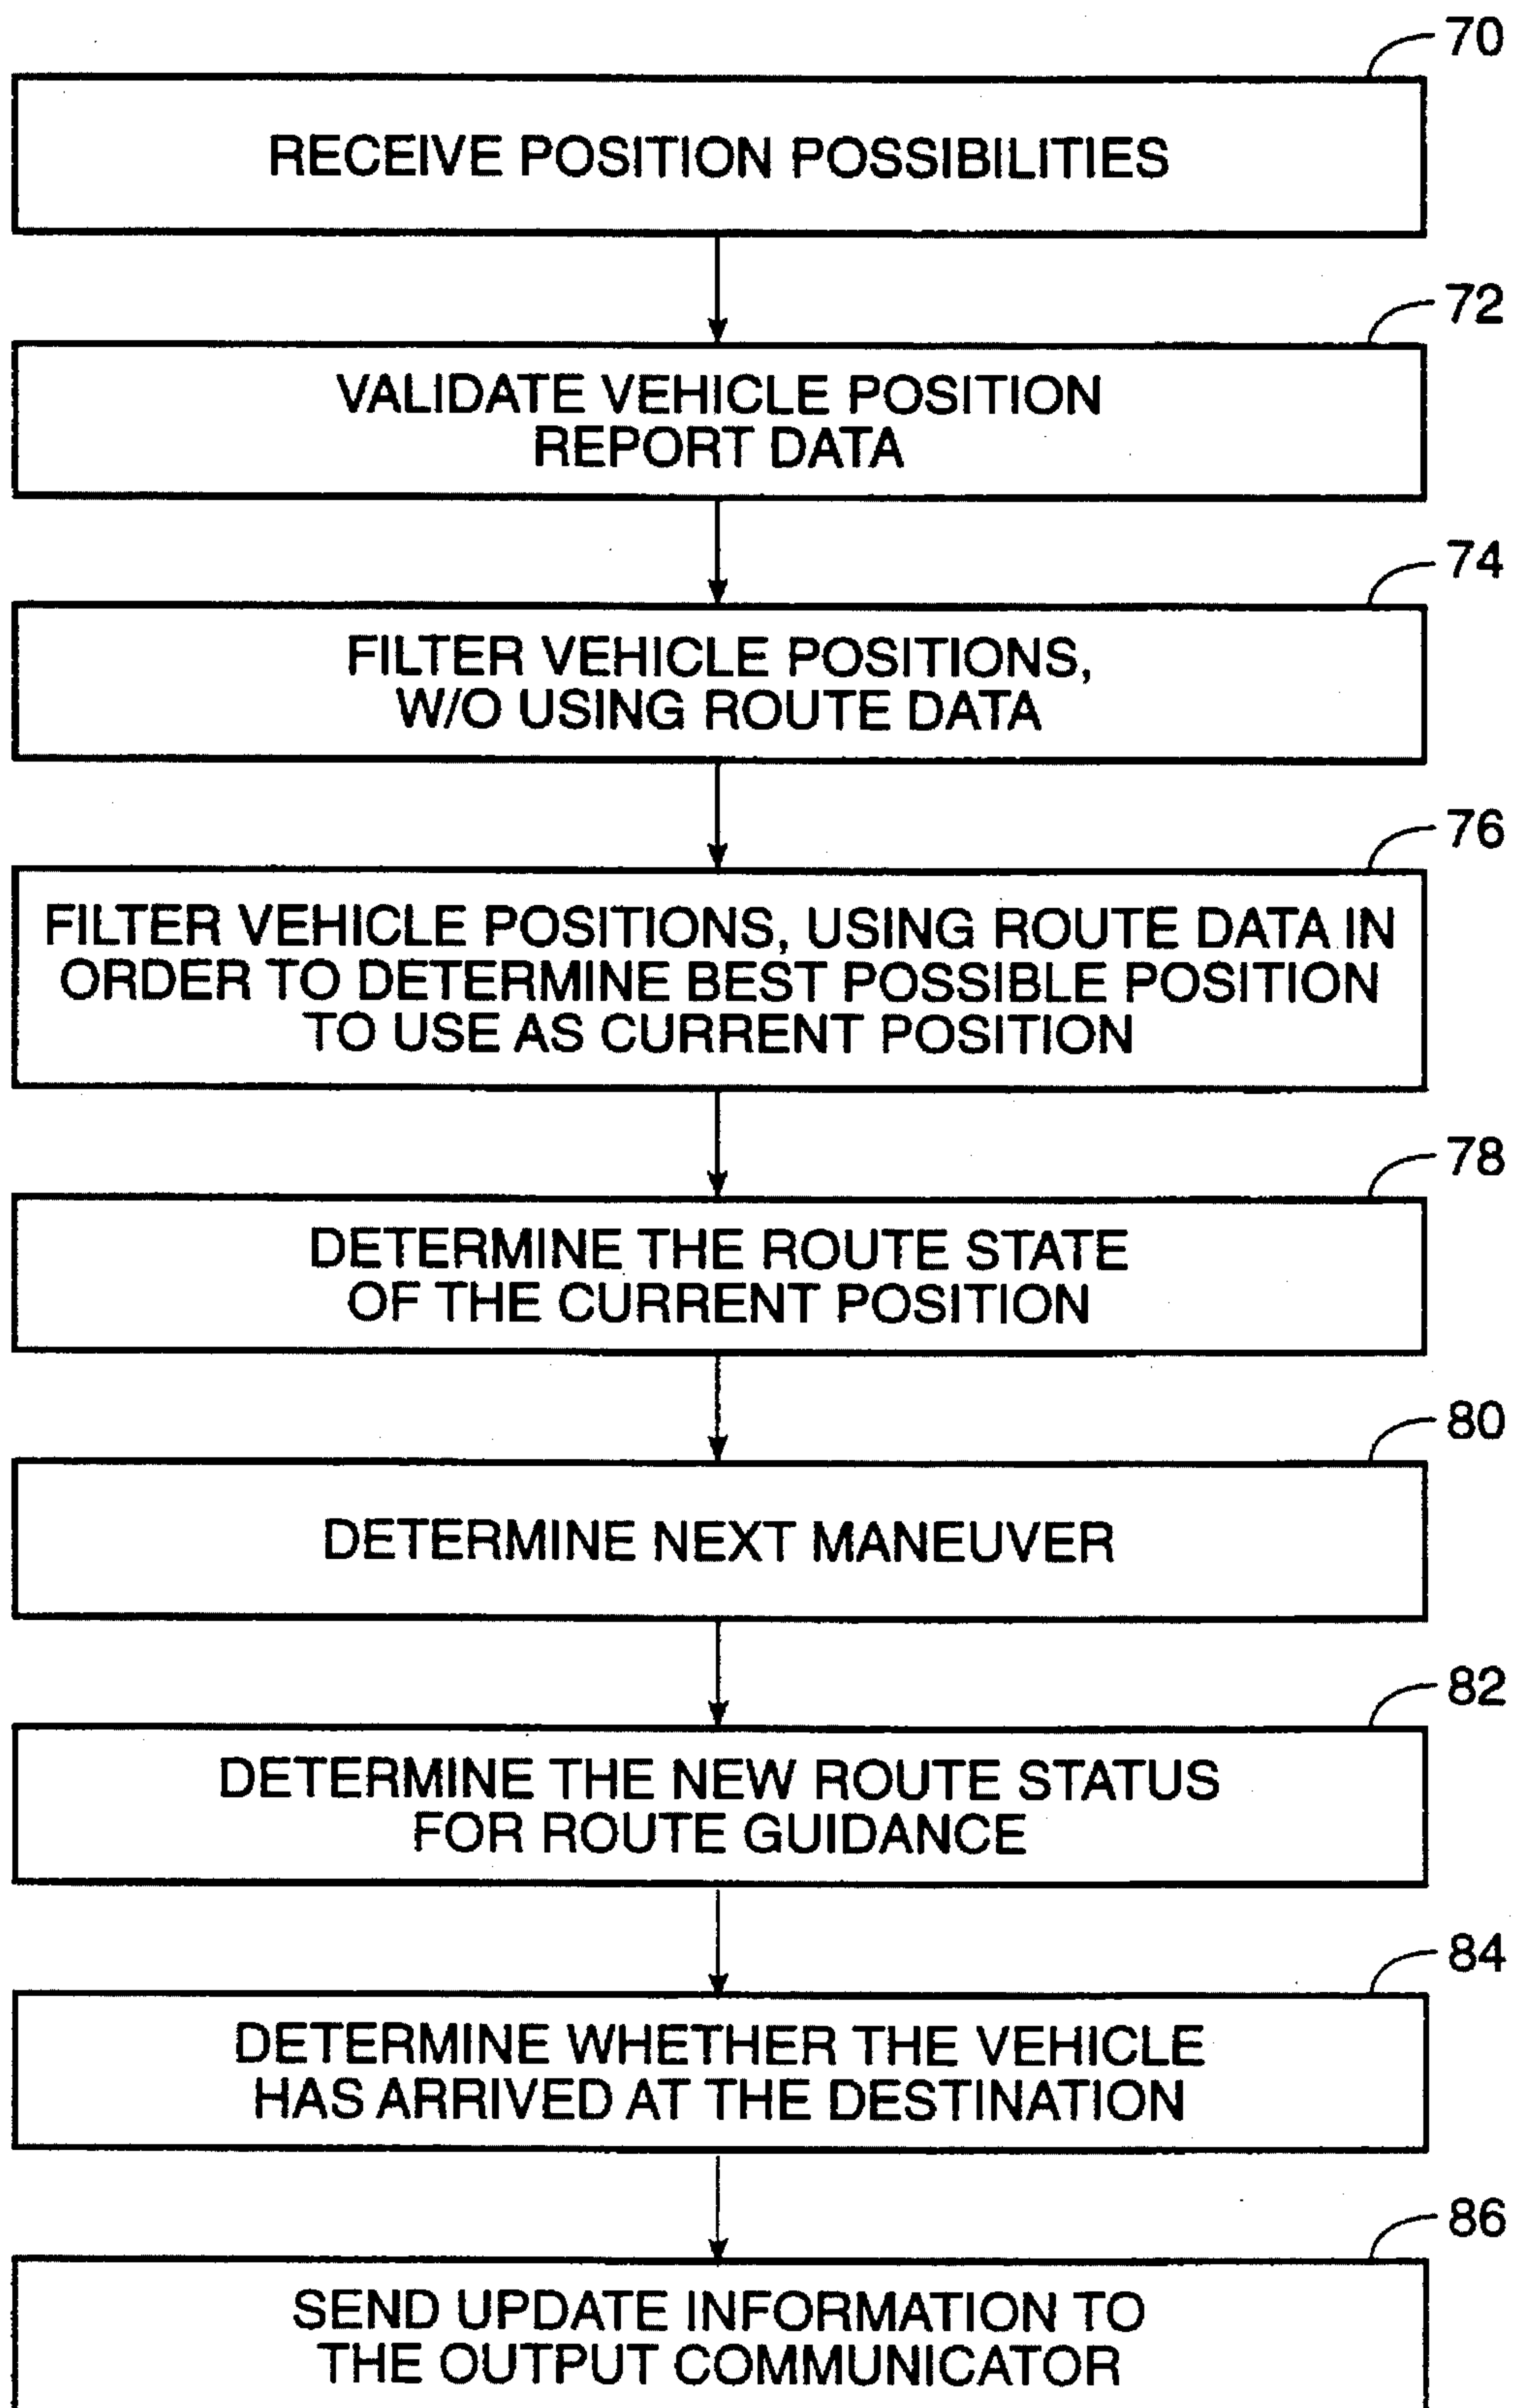 70
RECEIVE POSITION POSSIBILITIES
72
VALIDATE VEHICLE POSITION
REPORT DATA
74
FILTER VEHICLE POSITIONS,
W/O USING ROUTE DATA
76
FILTER VEHICLE POSITIONS, USING ROUTE DATA IN
ORDER TO DETERMINE BEST POSSIBLE POSITION
TO USE AS CURRENT POSITION
78
DETERMINE THE ROUTE STATE
OF THE CURRENT POSITION
80
DETERMINE NEXT MANEUVER
82
DETERMINE THE NEW ROUTE STATUS
FOR ROUTE GUIDANCE
84
DETERMINE WHETHER THE VEHICLE
HAS ARRIVED AT THE DESTINATION
86
SEND UPDATE INFORMATION TO
THE OUTPUT COMMUNICATOR